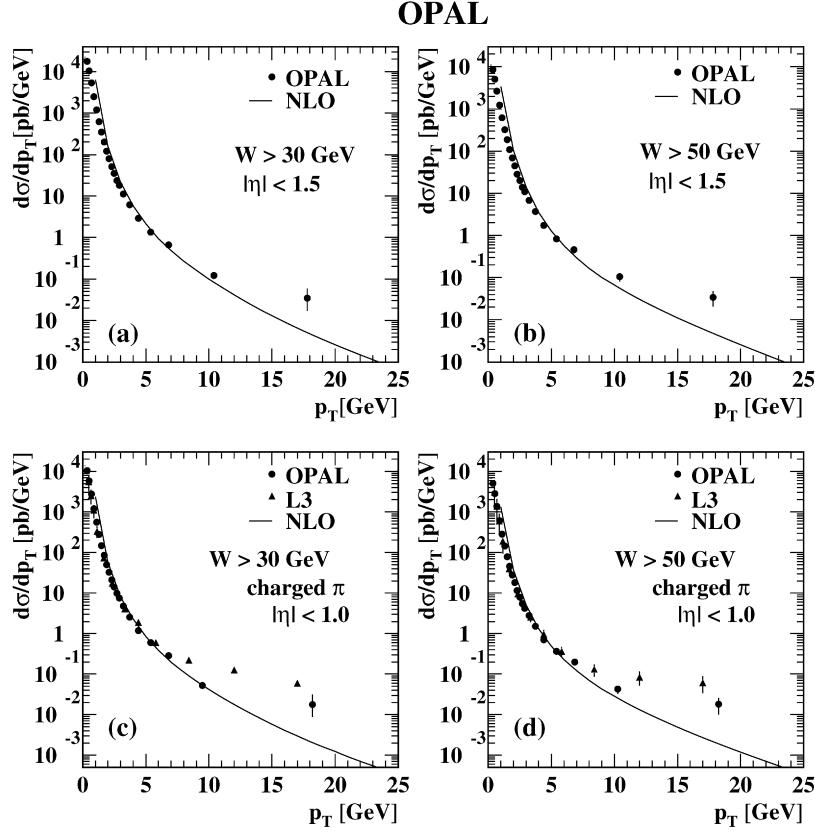 OPAL
dσ/dp_T[pb/GeV]
10^4
10^3
10^2
10
1
10^-1
10^-2
10^-3
OPAL
NLO
W > 30 GeV
|η| < 1.5
(a)
0 5 10 15 20 25
p_T[GeV]
dσ/dp_T [pb/GeV]
10^4
10^3
10^2
10
1
10^-1
10^-2
10^-3
OPAL
NLO
W > 50 GeV
|η| < 1.5
(b)
0 5 10 15 20 25
p_T [GeV]
dσ/dp_T [pb/GeV]
10^4
10^3
10^2
10
1
10^-1
10^-2
10^-3
OPAL
L3
NLO
W > 30 GeV
charged π
|η| < 1.0
(c)
0 5 10 15 20 25
p_T [GeV]
dσ/dp_T [pb/GeV]
10^4
10^3
10^2
10
1
10^-1
10^-2
10^-3
OPAL
L3
NLO
W > 50 GeV
charged π
|η| < 1.0
(d)
0 5 10 15 20 25
p_T [GeV]